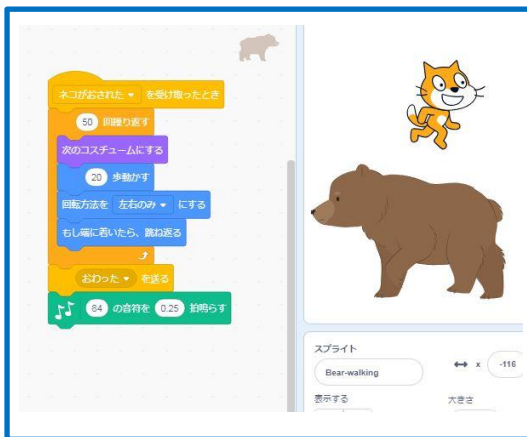 ネコがおされた を受け取ったとき
50 回繰り返す
次のコスチュームにする
20 歩動かす
回転方法を 左右のみ にする
もし端に着いたら、跳ね返る
おわった を送る
64 の音符を 0.25 拍鳴らす
スプライト
Bear-walking
x -116
表示する
大きさ